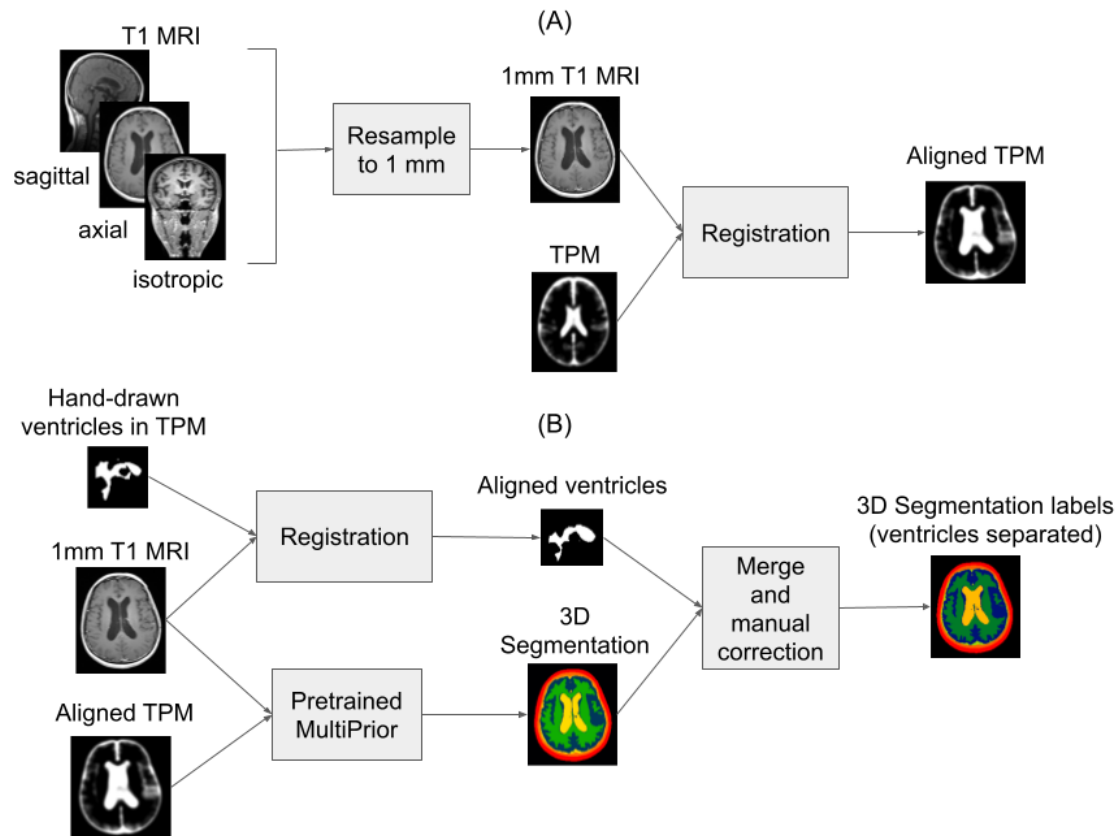 (A)
T1 MRI
sagittal
axial
isotropic
Resample
to 1 mm
1mm T1 MRI
TPM
Registration
Aligned TPM
(B)
Hand-drawn
ventricles in TPM
1mm T1 MRI
Aligned TPM
Registration
Pretrained
MultiPrior
Aligned ventricles
3D
Segmentation
Merge
and
manual
correction
3D Segmentation labels
(ventricles separated)